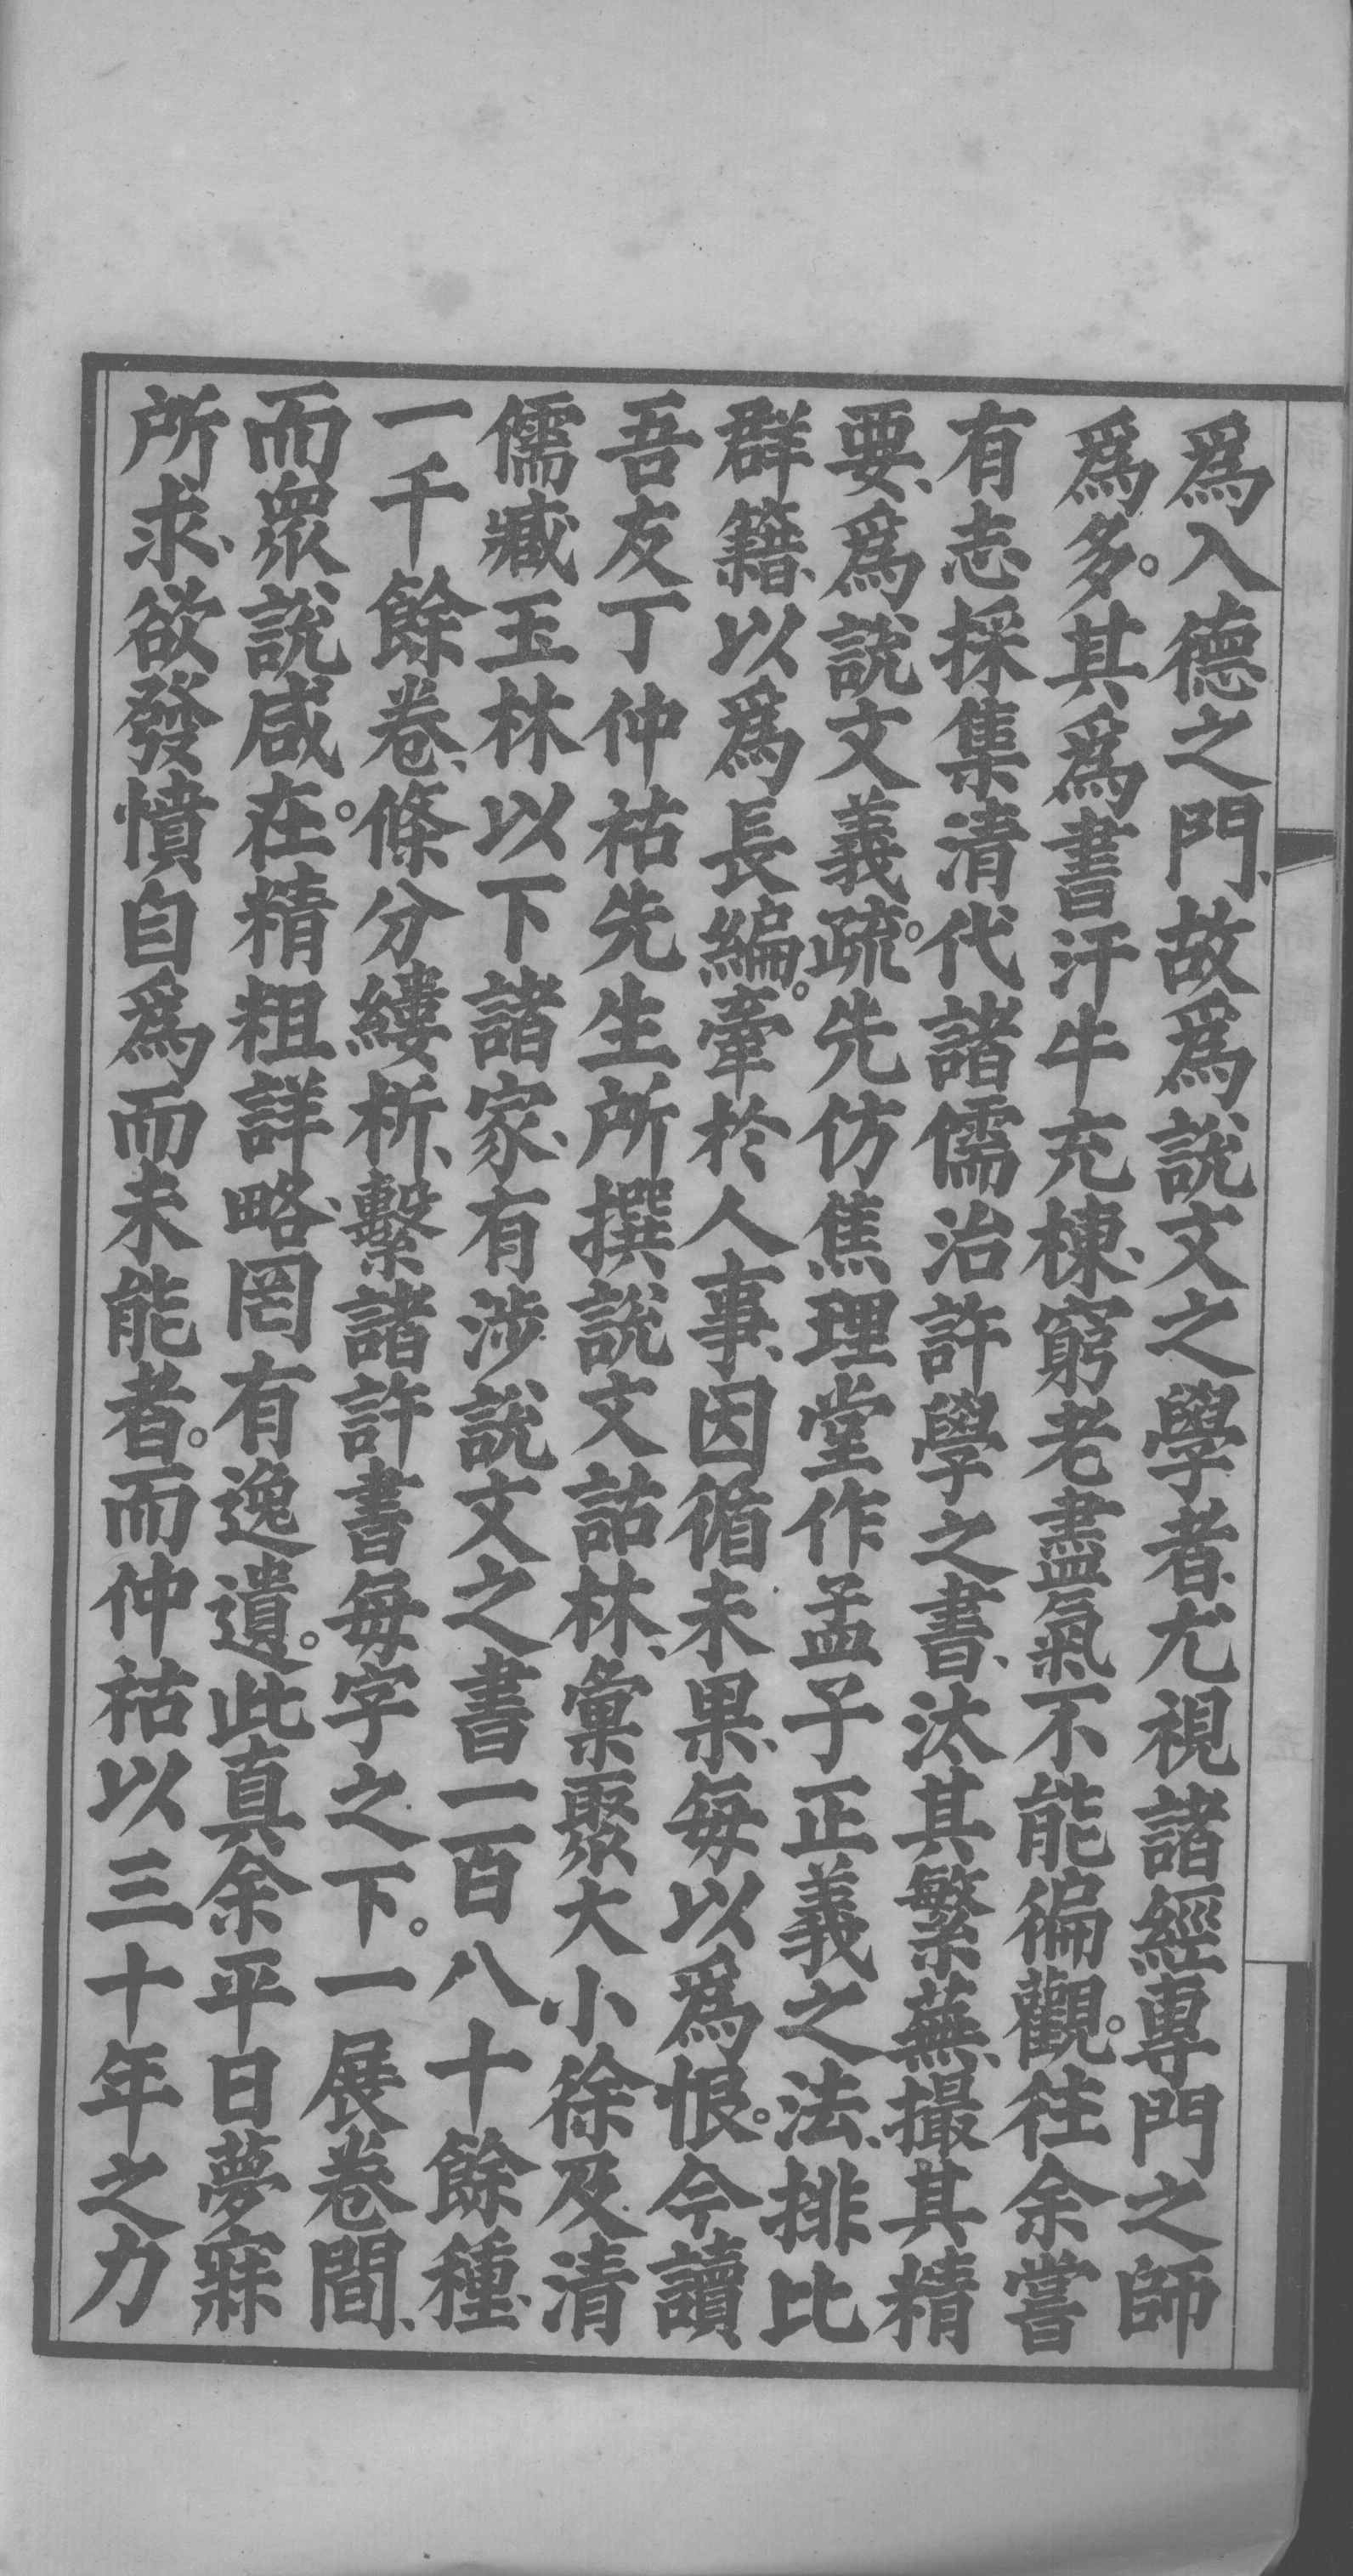 爲入德之門、故爲說文之學者、尤視諸經專門之師
爲多。其爲書汗牛充棟、窮老盡氣不能徧觀。往余嘗
有志採集清代諸儒治許學之書、汰其繁蕪、撮其精
要、爲說文義疏。先仿焦理堂作孟子正義之法、排比
群籍、以爲長編。牽於人事、因循未果、每以爲恨。今讀
吾友丁仲祜先生所撰說文詁林、彙聚大小徐及清
儒臧玉林以下諸家、有涉說文之書一百八十餘種、
一千餘卷、條分縷析、繫諸許書每字之下。一展卷間、
而眾說咸在。精粗詳略、罔有逸遺。此真余平日夢寐
所求、欲發憤自爲而未能者。而仲祜以三十年之力